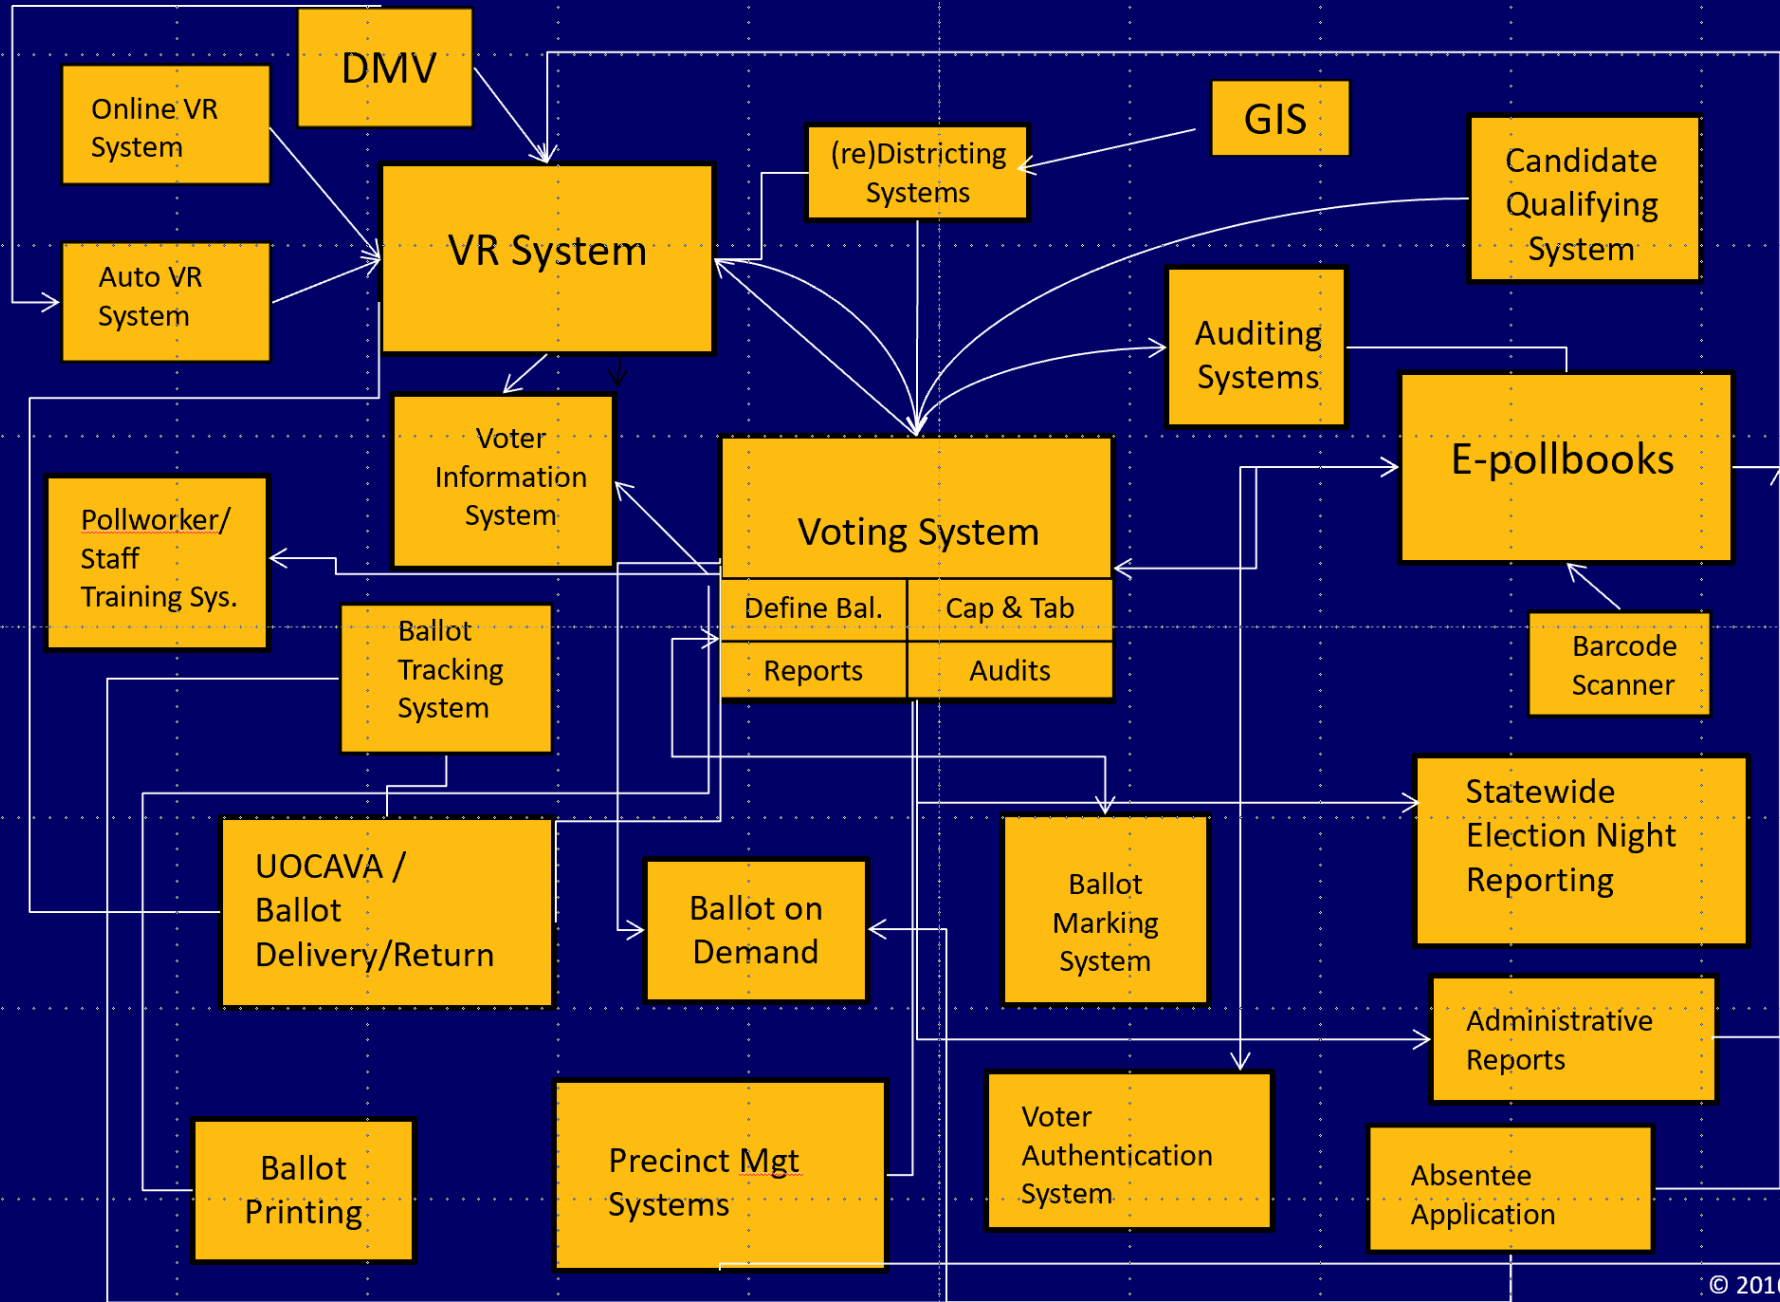 DMV
Online VR
System
GIS
(re)Districting
Systems
Candidate
Qualifying
System
VR System
Auto VR
System
Auditing
Systems
Voter
Information
System
E-pollbooks
Pollworker/
Staff
Training Sys.
Voting System
Define Bal.
Cap & Tab
Reports
Audits
Ballot
Tracking
System
Barcode
Scanner
Statewide
Election Night
Reporting
UOCAVA /
Ballot
Delivery/Return
Ballot on
Demand
Ballot
Marking
System
Administrative
Reports
Ballot
Printing
Precinct Mgt
Systems
Voter
Authentication
System
Absentee
Application
©